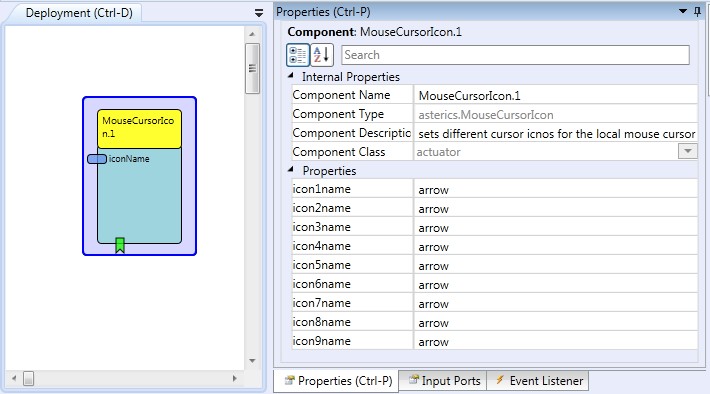 Deployment (Ctrl-D)
MouseCursorIco
n.1
iconName
Properties (Ctrl-P)
Component: MouseCursorIcon.1
A
Z
Search
Internal Properties
Component Name MouseCursorIcon.1
Component Type asterics.MouseCursorIcon
Component Descriptio sets different cursor icnos for the local mouse cursor
Component Class actuator
Properties
icon1name arrow
icon2name arrow
icon3name arrow
icon4name arrow
icon5name arrow
icon6name arrow
icon7name arrow
icon8name arrow
icon9name arrow
Properties (Ctrl-P) Input Ports Event Listener